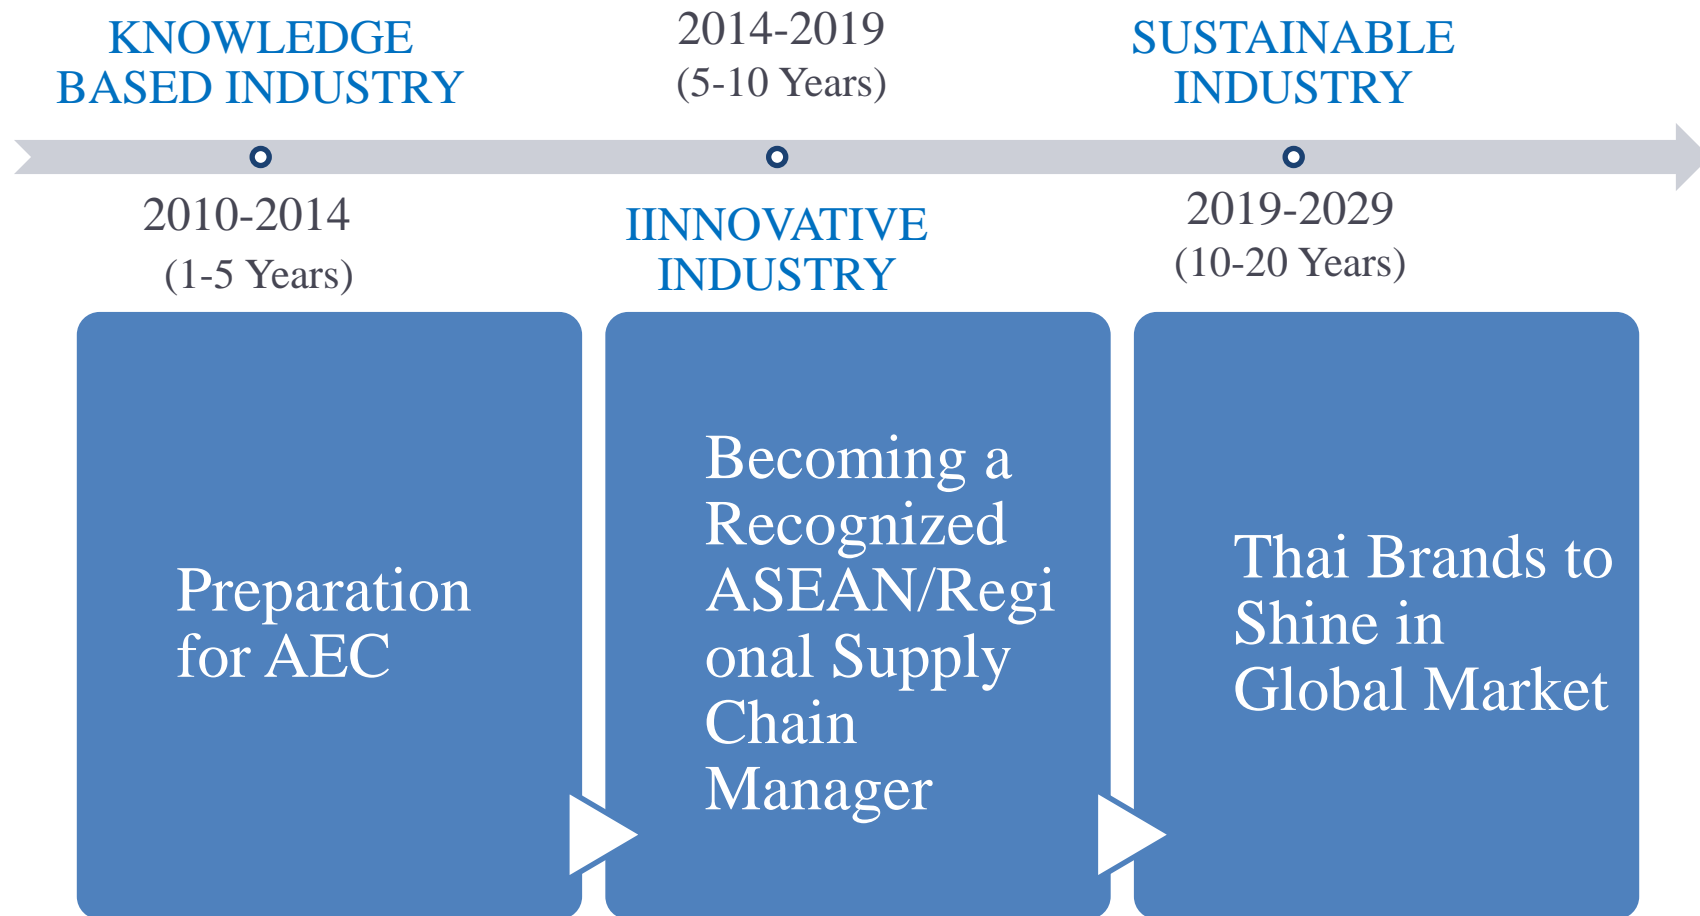 KNOWLEDGE
BASED INDUSTRY
2010-2014
(1-5 Years)
2014-2019
(5-10 Years)
IINNOVATIVE
INDUSTRY
SUSTAINABLE
INDUSTRY
2019-2029
(10-20 Years)
Preparation
for AEC
Becoming a
Recognized
ASEAN/Regi
onal Supply
Chain
Manager
Thai Brands to
Shine in
Global Market